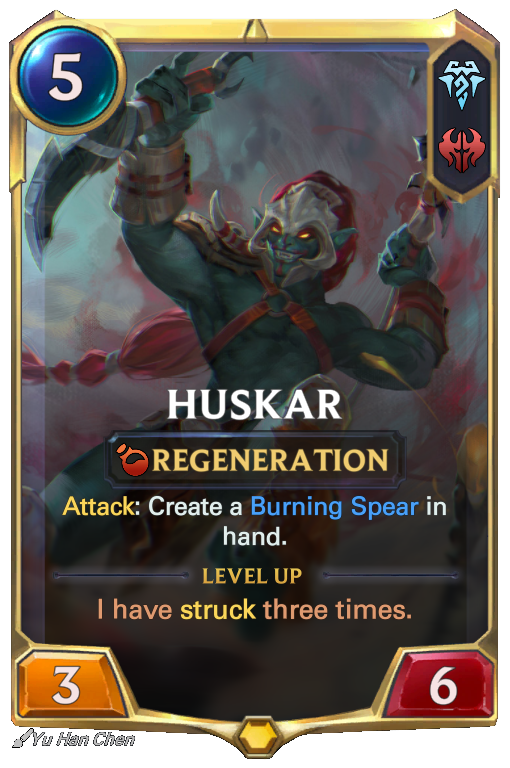 5
HUSKAR
REGENERATION
Attack: Create a Burning Spear in
hand.
LEVEL UP
I have struck three times.
3
6
Yu Han Chen